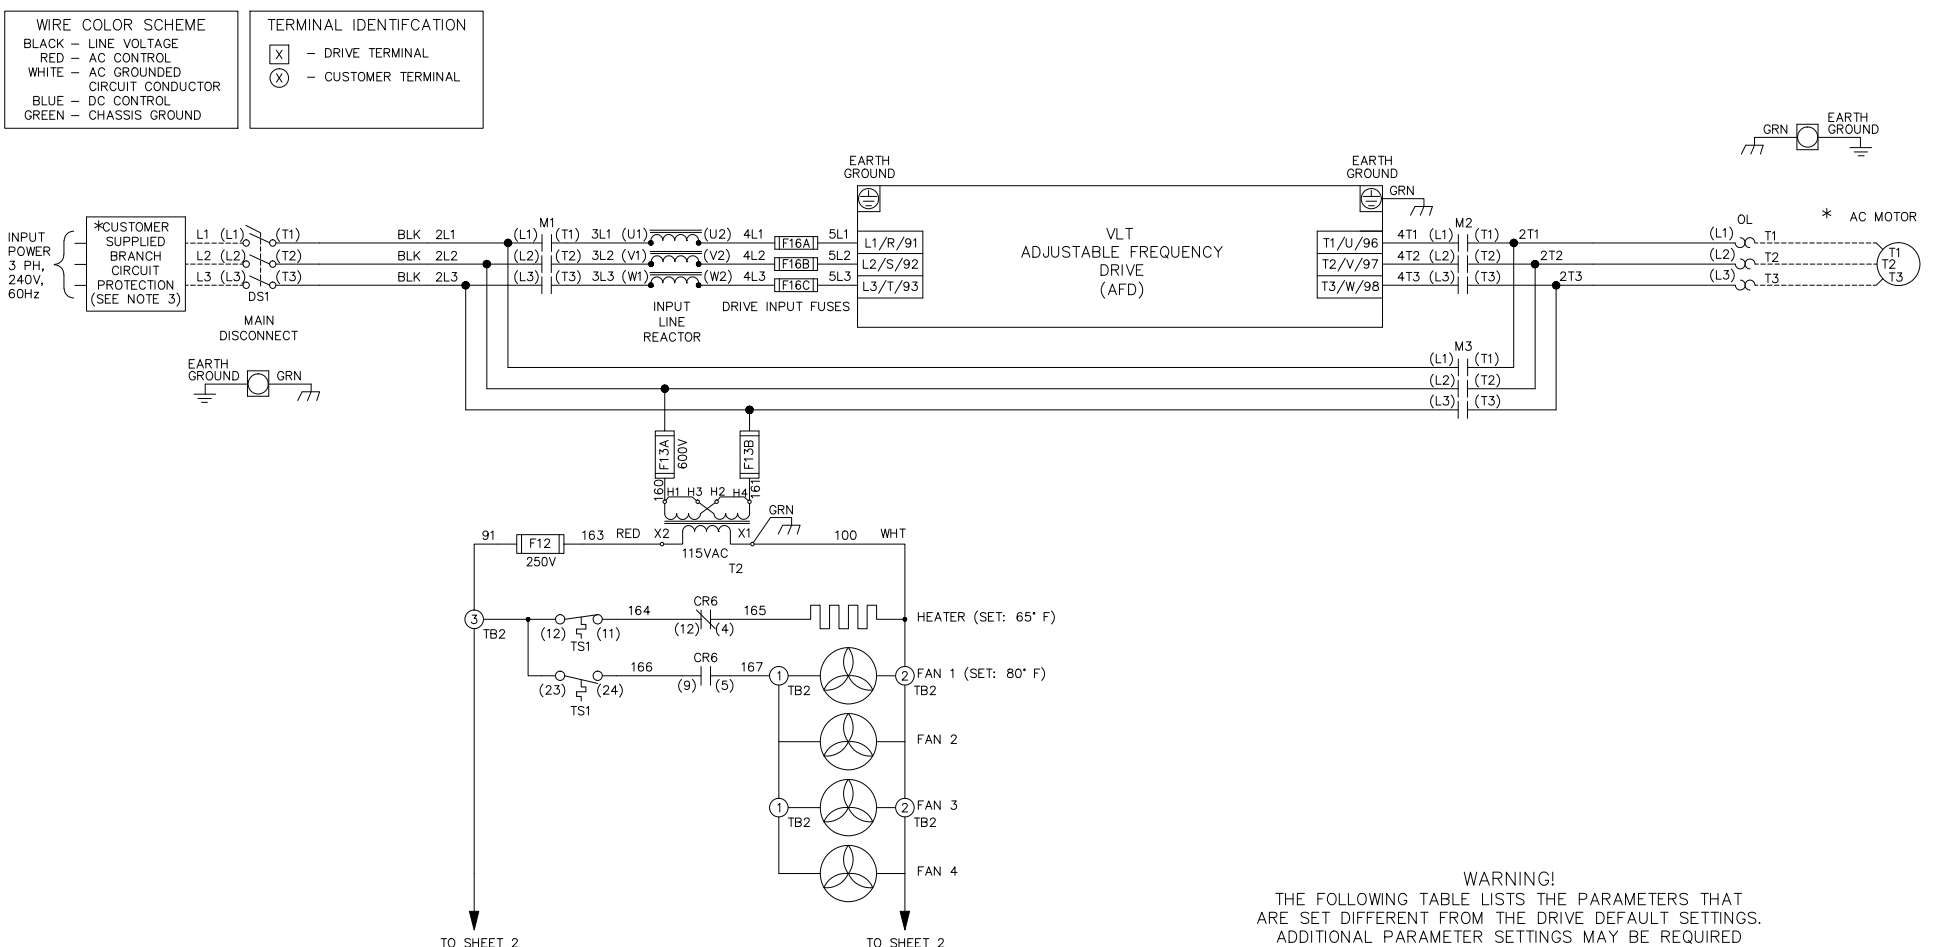 WIRE COLOR SCHEME
BLACK – LINE VOLTAGE
RED – AC CONTROL
WHITE – AC GROUNDED
CIRCUIT CONDUCTOR
BLUE – DC CONTROL
GREEN – CHASSIS GROUND
TERMINAL IDENTIFCATION
X – DRIVE TERMINAL
X – CUSTOMER TERMINAL
GRN
EARTH
GROUND
EARTH
GROUND
EARTH
GROUND
GRN
INPUT
POWER
3 PH,
240V,
60Hz
*CUSTOMER
SUPPLIED
BRANCH
CIRCUIT
PROTECTION
(SEE NOTE 3)
L1 (L1) (T1) BLK 2L1 (L1) M1 (T1) 3L1 (U1) (U2) 4L1 F16A 5L1 L1/R/91
L2 (L2) (T2) BLK 2L2 (L2) (T2) 3L2 (V1) (V2) 4L2 F16B 5L2 L2/S/92
L3 (L3) (T3) BLK 2L3 (L3) (T3) 3L3 (W1) (W2) 4L3 F16C 5L3 L3/T/93
DS1
MAIN
DISCONNECT
INPUT
LINE
REACTOR
DRIVE INPUT FUSES
VLT
ADJUSTABLE FREQUENCY
DRIVE
(AFD)
T1/U/96 4T1 (L1) M2 (T1) 2T1
T2/V/97 4T2 (L2) (T2) 2T2
T3/W/98 4T3 (L3) (T3) 2T3
OL
(L1) T1
(L2) T2
(L3) T3
* AC MOTOR
T1
T2
T3
EARTH
GROUND
GRN
M3
(L1) (T1)
(L2) (T2)
(L3) (T3)
F13A
600V
F13B
160
161
H1 H3 H2 H4
GRN
91 F12 163 RED X2 X1 100 WHT
250V
115VAC
T2
3
TB2
(12) (11)
TS1
164
CR6
(12) (4)
165
HEATER (SET: 65° F)
(23) (24)
TS1
166
CR6
(9) (5)
167
1
TB2
2
TB2
FAN 1 (SET: 80° F)
FAN 2
1
TB2
2
TB2
FAN 3
FAN 4
TO SHEET 2
TO SHEET 2
WARNING!
THE FOLLOWING TABLE LISTS THE PARAMETERS THAT
ARE SET DIFFERENT FROM THE DRIVE DEFAULT SETTINGS.
ADDITIONAL PARAMETER SETTINGS MAY BE REQUIRED